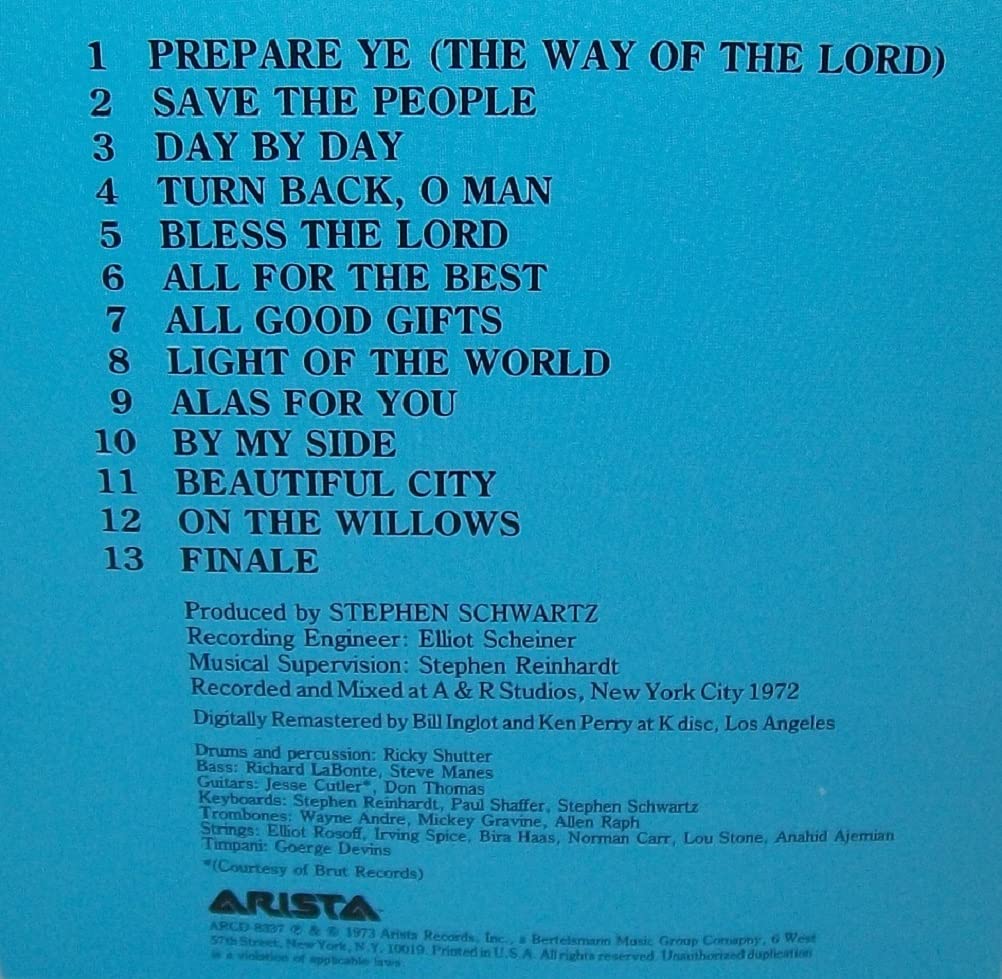 1 PREPARE YE (THE WAY OF THE LORD)
2 SAVE THE PEOPLE
3 DAY BY DAY
4 TURN BACK, O MAN
5 BLESS THE LORD
6 ALL FOR THE BEST
7 ALL GOOD GIFTS
8 LIGHT OF THE WORLD
9 ALAS FOR YOU
10 BY MY SIDE
11 BEAUTIFUL CITY
12 ON THE WILLOWS
13 FINALE
Produced by STEPHEN SCHWARTZ
Recording Engineer: Elliot Scheiner
Musical Supervision: Stephen Reinhardt
Recorded and Mixed at A & R Studios, New York City 1972
Digitally Remastered by Bill Inglot and Ken Perry at K disc, Los Angeles
Drums and percussion: Ricky Shutter
Bass: Richard LaBonte, Steve Manes
Guitars: Jesse Cutler*, Don Thomas
Keyboards: Stephen Reinhardt, Paul Shaffer, Stephen Schwartz
Trombones: Wayne Andre, Mickey Gravine, Allen Raph
Strings: Elliot Rosoff, Irving Spice, Bira Haas, Norman Carr, Lou Stone, Anahid Ajemian
Timpani: Goerge Devins
*(Courtesy of Brut Records)
ARISTA
ARCD-8337 ℗ & © 1973 Arista Records, Inc., a Bertelsmann Music Group Comapny, 6 West
57th Street, New York, N.Y. 10019. Printed in U.S.A. All rights reserved. Unauthorized duplication
is a violation of applicable laws.